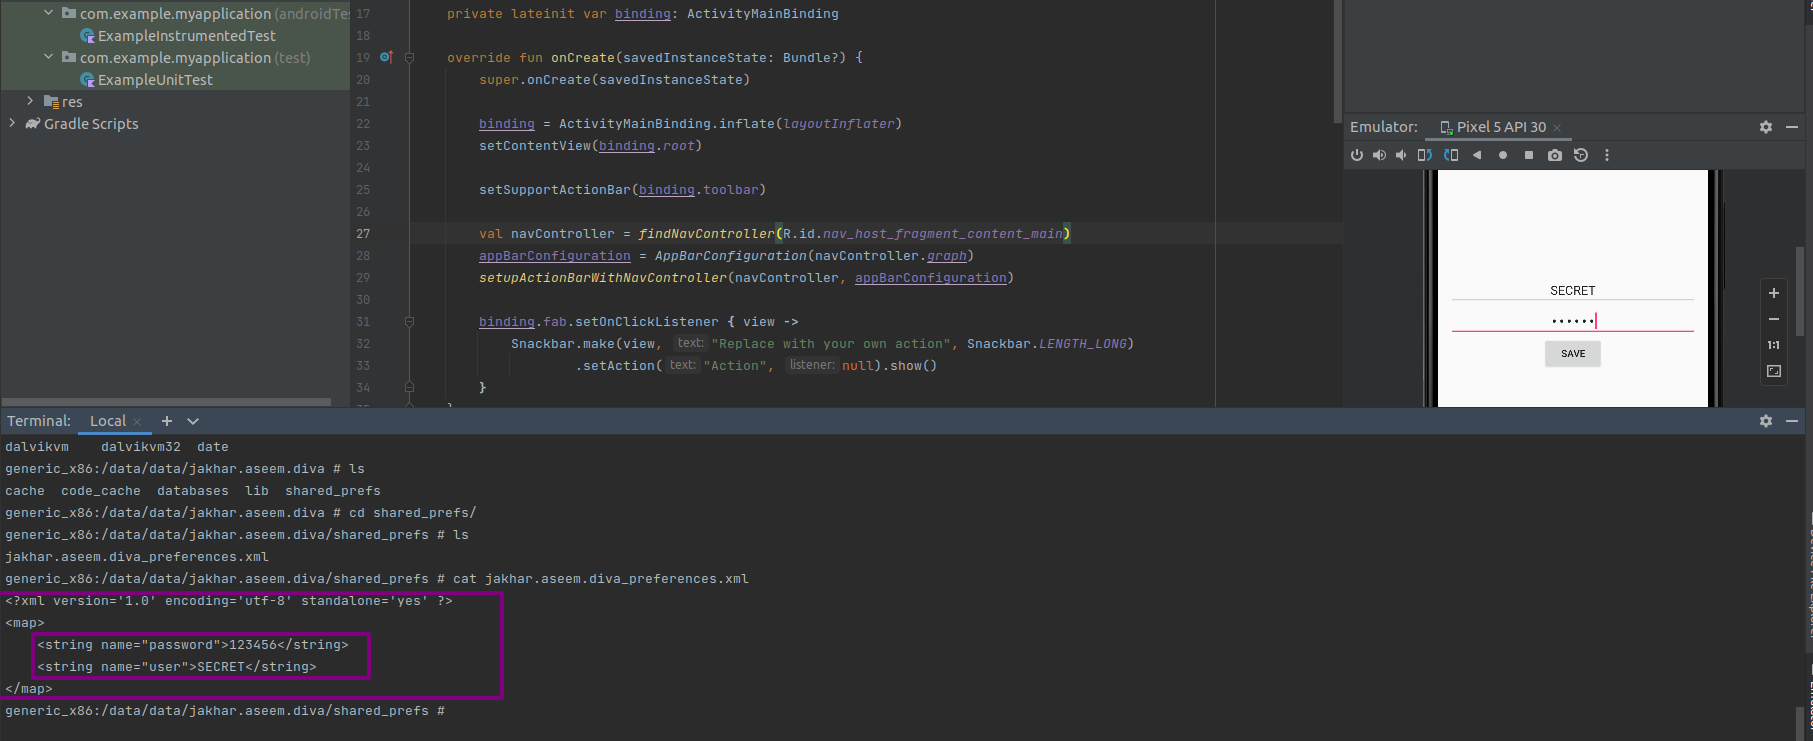 com.example.myapplication (androidTe
ExampleInstrumentedTest
com.example.myapplication (test)
ExampleUnitTest
res
Gradle Scripts
17 private lateinit var binding: ActivityMainBinding
18
19 override fun onCreate(savedInstanceState: Bundle?) {
20 super.onCreate(savedInstanceState)
21
22 binding = ActivityMainBinding.inflate(layoutInflater)
23 setContentView(binding.root)
24
25 setSupportActionBar(binding.toolbar)
26
27 val navController = findNavController(R.id.nav_host_fragment_content_main)
28 appBarConfiguration = AppBarConfiguration(navController.graph)
29 setupActionBarWithNavController(navController, appBarConfiguration)
30
31 binding.fab.setOnClickListener { view ->
32 Snackbar.make(view, text: "Replace with your own action", Snackbar.LENGTH_LONG)
33 .setAction( text: "Action", listener: null).show()
34 }
Emulator: Pixel 5 API 30
SECRET
••••••
SAVE
1:1
Terminal: Local
dalvikvm dalvikvm32 date
generic_x86:/data/data/jakhar.aseem.diva # ls
cache code_cache databases lib shared_prefs
generic_x86:/data/data/jakhar.aseem.diva # cd shared_prefs/
generic_x86:/data/data/jakhar.aseem.diva/shared_prefs # ls
jakhar.aseem.diva_preferences.xml
generic_x86:/data/data/jakhar.aseem.diva/shared_prefs # cat jakhar.aseem.diva_preferences.xml
<?xml version='1.0' encoding='utf-8' standalone='yes' ?>
<map>
<string name="password">123456</string>
<string name="user">SECRET</string>
</map>
generic_x86:/data/data/jakhar.aseem.diva/shared_prefs #